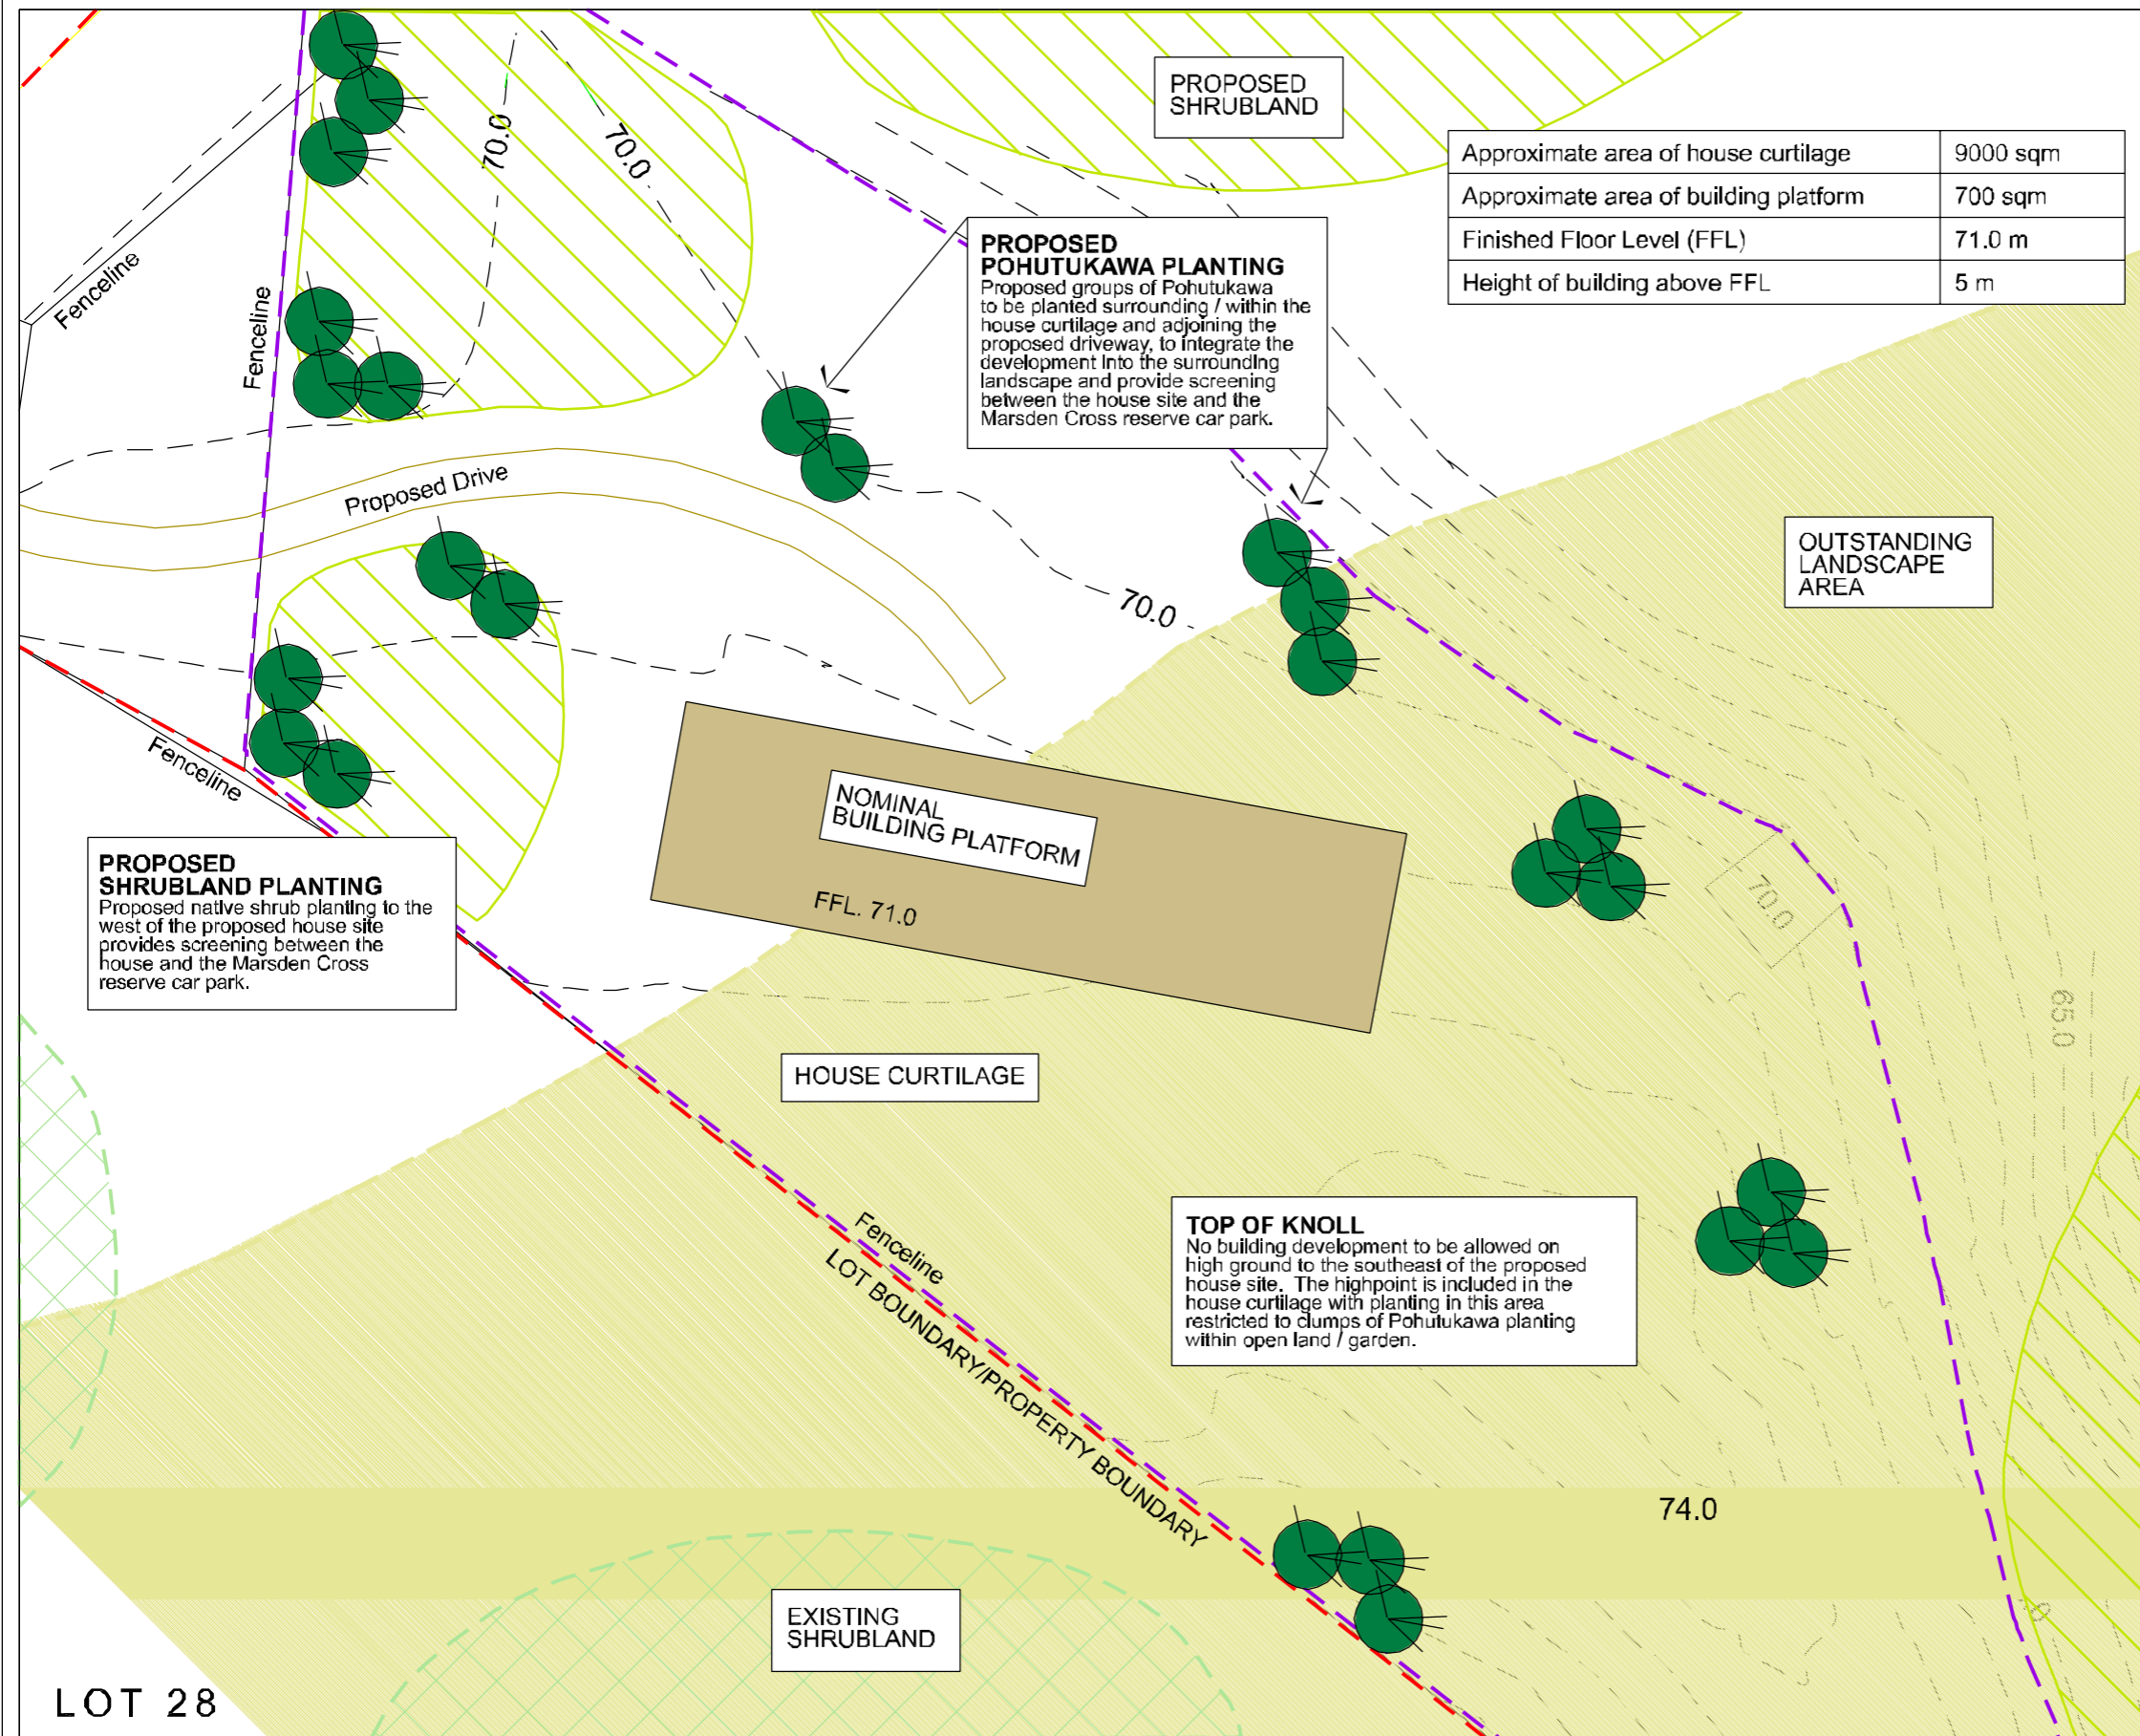 PROPOSED
SHRUBLAND
Approximate area of house curtilage 9000 sqm
Approximate area of building platform 700 sqm
Finished Floor Level (FFL) 71.0 m
Height of building above FFL 5 m
70.0
70.0
Fenceline
Fenceline
PROPOSED
POHUTUKAWA PLANTING
Proposed groups of Pohutukawa
to be planted surrounding / within the
house curtilage and adjoining the
proposed driveway, to integrate the
development into the surrounding
landscape and provide screening
between the house site and the
Marsden Cross reserve car park.
Proposed Drive
OUTSTANDING
LANDSCAPE
AREA
70.0
Fenceline
NOMINAL
BUILDING PLATFORM
FFL. 71.0
70.0
PROPOSED
SHRUBLAND PLANTING
Proposed native shrub planting to the
west of the proposed house site
provides screening between the
house and the Marsden Cross
reserve car park.
65.0
HOUSE CURTILAGE
Fenceline
LOT BOUNDARY/PROPERTY BOUNDARY
TOP OF KNOLL
No building development to be allowed on
high ground to the southeast of the proposed
house site. The highpoint is included in the
house curtilage with planting in this area
restricted to clumps of Pohutukawa planting
within open land / garden.
74.0
EXISTING
SHRUBLAND
LOT 28